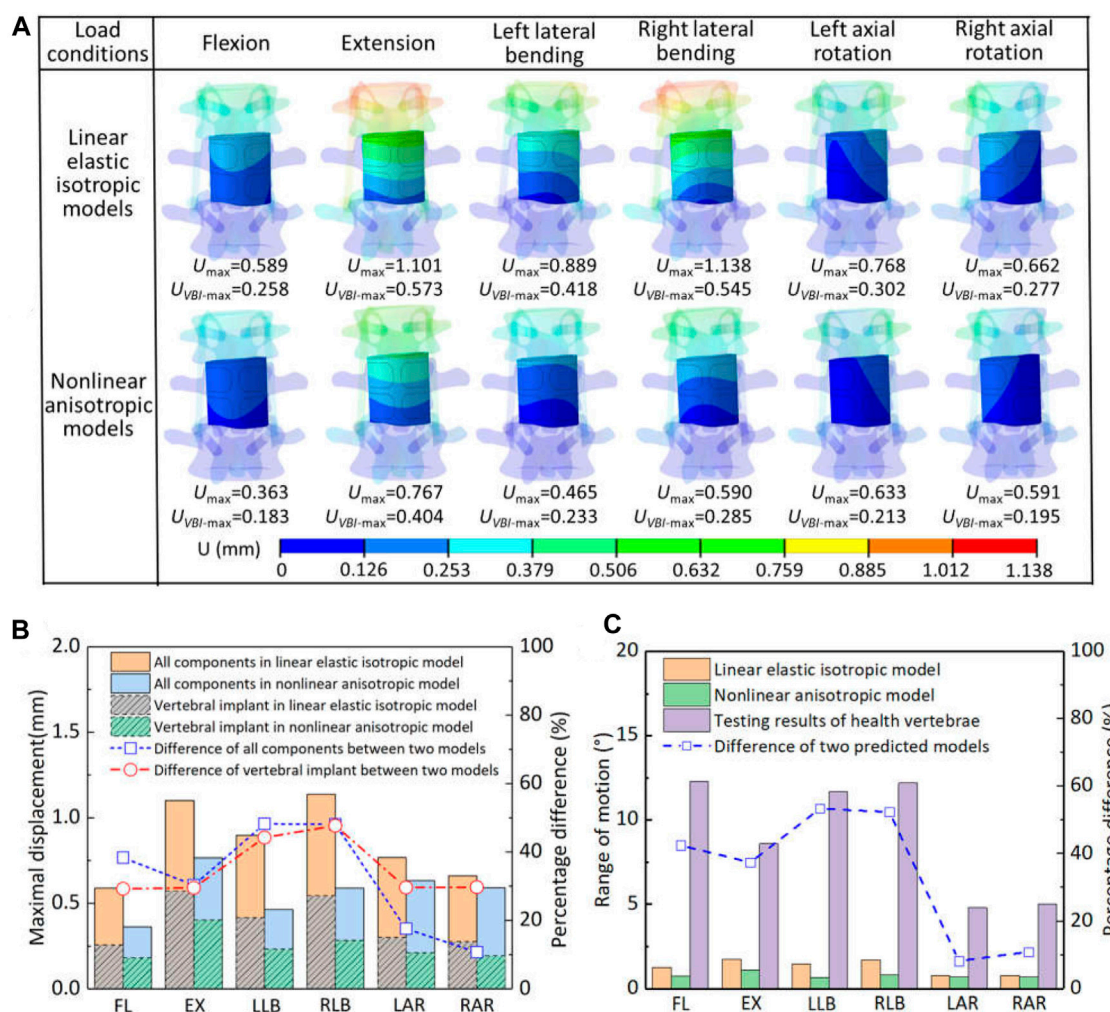 A
Load conditions
Flexion
Extension
Left lateral bending
Right lateral bending
Left axial rotation
Right axial rotation
Linear elastic isotropic models
Umax=0.589
UVBI-max=0.258
Umax=1.101
UVBI-max=0.573
Umax=0.889
UVBI-max=0.418
Umax=1.138
UVBI-max=0.545
Umax=0.768
UVBI-max=0.302
Umax=0.662
UVBI-max=0.277
Nonlinear anisotropic models
Umax=0.363
UVBI-max=0.183
Umax=0.767
UVBI-max=0.404
Umax=0.465
UVBI-max=0.233
Umax=0.590
UVBI-max=0.285
Umax=0.633
UVBI-max=0.213
Umax=0.591
UVBI-max=0.195
U (mm)
0 0.126 0.253 0.379 0.506 0.632 0.759 0.885 1.012 1.138
B
Maximal displacement(mm)
2.0
1.5
1.0
0.5
0.0
All components in linear elastic isotropic model
All components in nonlinear anisotropic model
Vertebral implant in linear elastic isotropic model
Vertebral implant in nonlinear anisotropic model
Difference of all components between two models
Difference of vertebral implant between two models
100
80
60
40
20
0
Percentage difference (%)
FL EX LLB RLB LAR RAR
C
Range of motion (°)
20
15
10
5
0
Linear elastic isotropic model
Nonlinear anisotropic model
Testing results of health vertebrae
Difference of two predicted models
100
80
60
40
20
0
Percentage difference (%)
FL EX LLB RLB LAR RAR